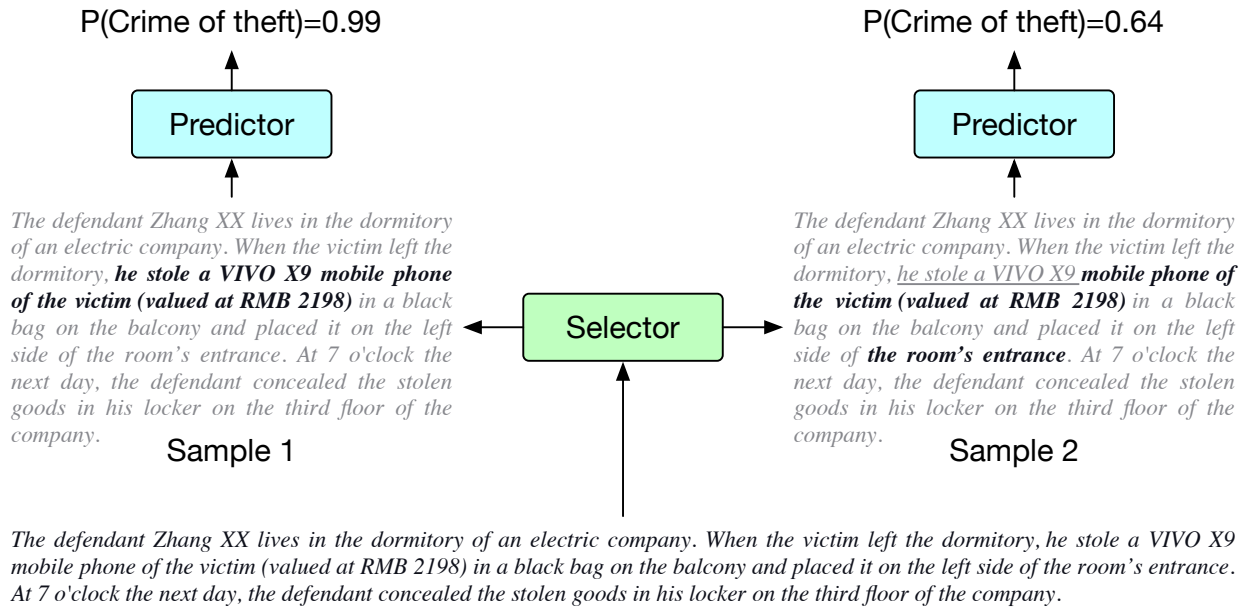 P(Crime of theft)=0.99
Predictor
The defendant Zhang XX lives in the dormitory
of an electric company. When the victim left the
dormitory, he stole a VIVO X9 mobile phone
of the victim (valued at RMB 2198) in a black
bag on the balcony and placed it on the left
side of the room's entrance. At 7 o'clock the
next day, the defendant concealed the stolen
goods in his locker on the third floor of the
company.
Sample 1
Selector
P(Crime of theft)=0.64
Predictor
The defendant Zhang XX lives in the dormitory
of an electric company. When the victim left the
dormitory, he stole a VIVO X9 mobile phone of
the victim (valued at RMB 2198) in a black
bag on the balcony and placed it on the left
side of the room's entrance. At 7 o'clock the
next day, the defendant concealed the stolen
goods in his locker on the third floor of the
company.
Sample 2
The defendant Zhang XX lives in the dormitory of an electric company. When the victim left the dormitory, he stole a VIVO X9
mobile phone of the victim (valued at RMB 2198) in a black bag on the balcony and placed it on the left side of the room's entrance.
At 7 o'clock the next day, the defendant concealed the stolen goods in his locker on the third floor of the company.